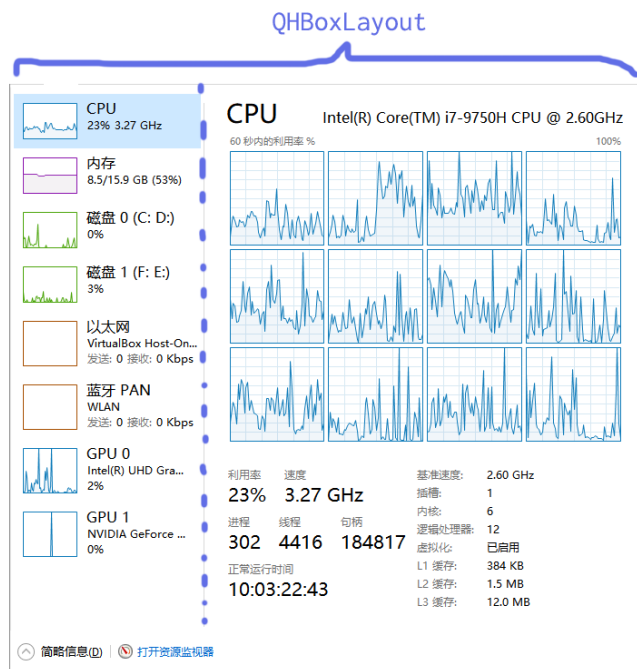 QHBoxLayout
CPU
23% 3.27 GHz
内存
8.5/15.9 GB (53%)
磁盘 0 (C: D:)
0%
磁盘 1 (F: E:)
3%
以太网
VirtualBox Host-On...
发送: 0 接收: 0 Kbps
蓝牙 PAN
WLAN
发送: 0 接收: 0 Kbps
GPU 0
Intel(R) UHD Gra...
2%
GPU 1
NVIDIA GeForce ...
0%
CPU Intel(R) Core(TM) i7-9750H CPU @ 2.60GHz
60 秒内的利用率 % 100%
利用率 速度
23% 3.27 GHz
进程 线程 句柄
302 4416 184817
正常运行时间
10:03:22:43
基准速度: 2.60 GHz
插槽: 1
内核: 6
逻辑处理器: 12
虚拟化: 已启用
L1 缓存: 384 KB
L2 缓存: 1.5 MB
L3 缓存: 12.0 MB
简略信息(D) 打开资源监视器